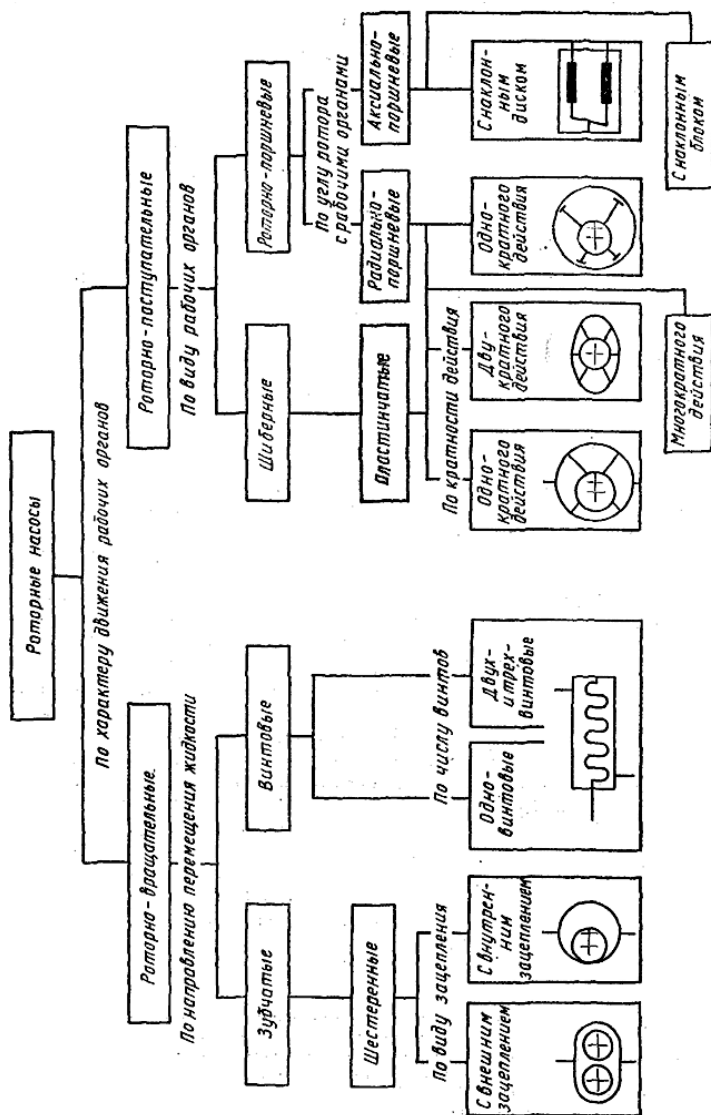 Роторные насосы
По характеру движения рабочих органов
Роторно-вращательные.
Роторно-поступательные
По направлению перемещения жидкости
По виду рабочих органов
Зубчатые
Винтовые
Шиберные
Роторно-поршневые
По углу ротора
с рабочими органами
Шестеренные
Пластинчатые
Радиально-
поршневые
Аксиально-
поршневые
По виду зацепления
По числу винтов
По кратности действия
С внешним
зацеплением
С внутрен-
ним
зацеплением
Одно-
винтовые
Двух-
и трех-
винтовые
Одно-
кратного
действия
Дву-
кратного
действия
Одно-
кратного
действия
С наклон-
ным
диском
Многократного
действия
С наклонным
блоком